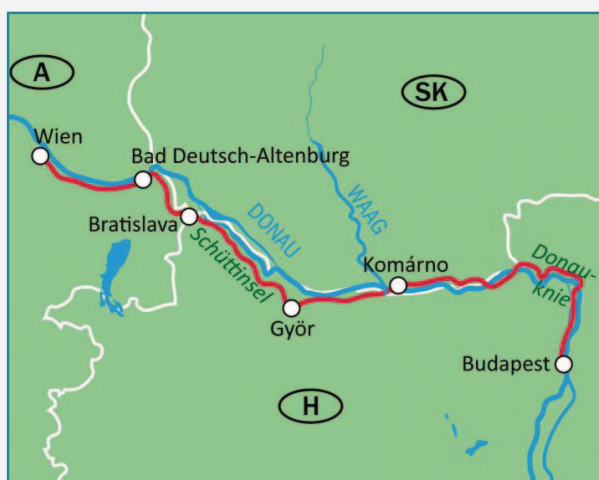 A
SK
Wien
Bad Deutsch-Altenburg
Bratislava
DONAU
WAAG
Schüttinsel
Komárno
Donau-
knie
Györ
Budapest
H